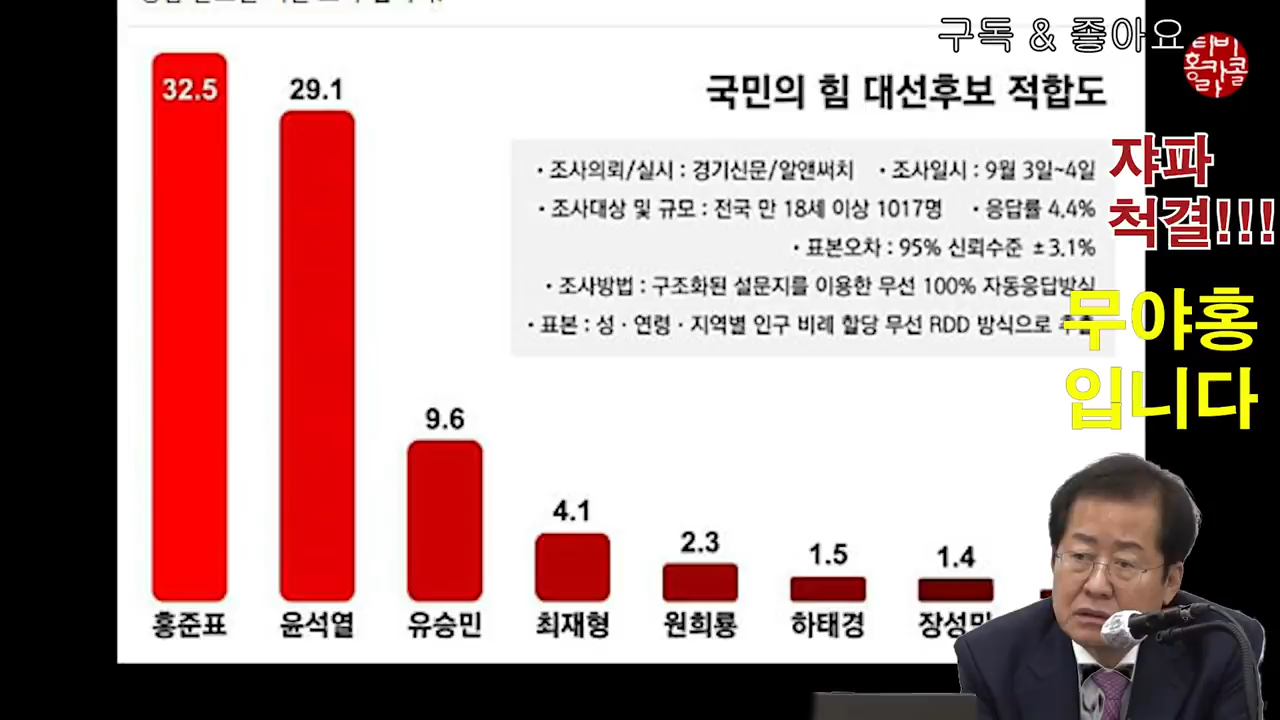 구독 & 좋아요
티비
홍카콜
라
32.5
29.1
국민의 힘 대선후보 적합도
쟈파
척결!!!
• 조사의뢰/실시 : 경기신문/알앤써치 • 조사일시 : 9월 3일~4일
• 조사대상 및 규모 : 전국 만 18세 이상 1017명 • 응답률 4.4%
• 표본오차 : 95% 신뢰수준 ±3.1%
• 조사방법 : 구조화된 설문지를 이용한 무선 100% 자동응답방식
• 표본 : 성 · 연령 · 지역별 인구 비례 할당 무선 RDD 방식으로
무야홍
입니다
9.6
4.1
2.3
1.5
1.4
홍준표
윤석열
유승민
최재형
원희룡
하태경
장성민